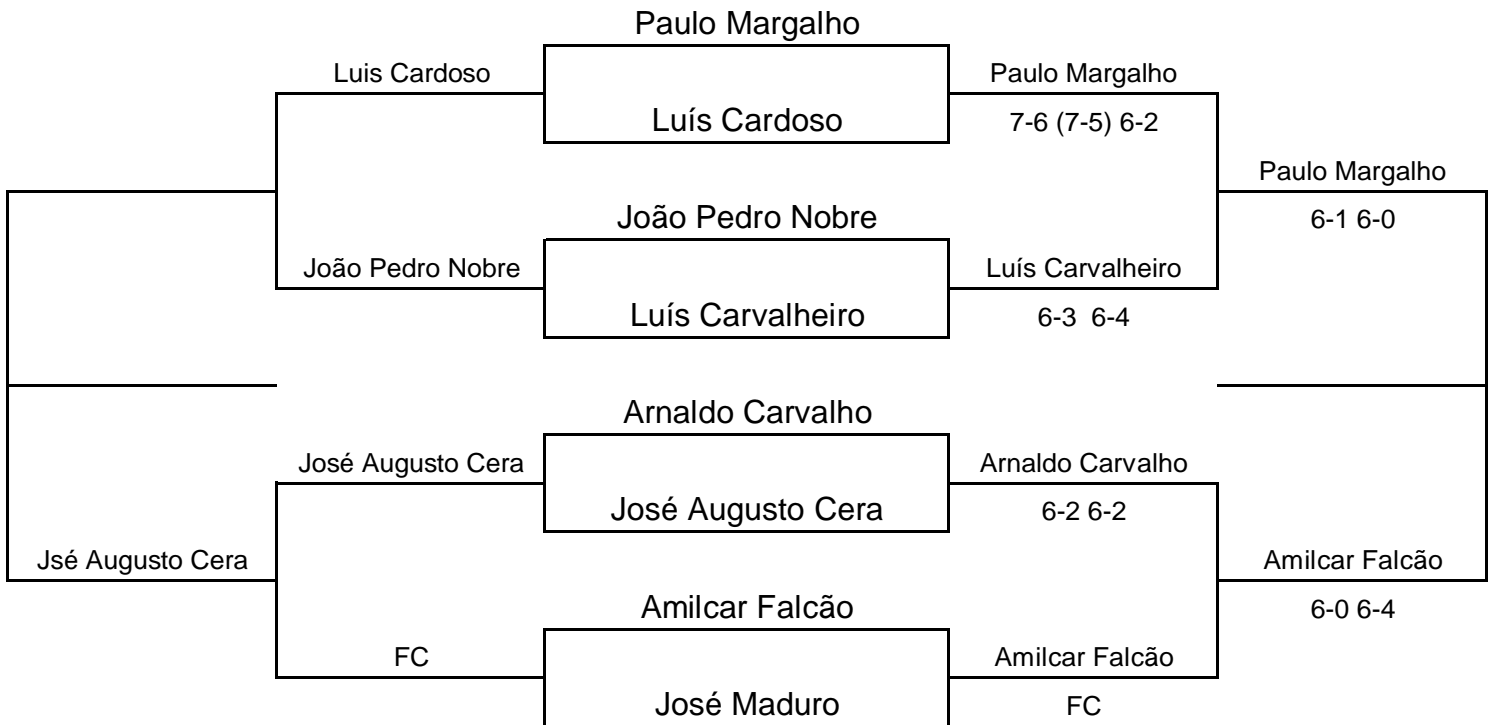 Paulo Margalho
Luis Cardoso
Paulo Margalho
Luís Cardoso
7-6 (7-5) 6-2
Paulo Margalho
João Pedro Nobre
6-1 6-0
João Pedro Nobre
Luís Carvalheiro
Luís Carvalheiro
6-3 6-4
Arnaldo Carvalho
José Augusto Cera
Arnaldo Carvalho
José Augusto Cera
6-2 6-2
Jsé Augusto Cera
Amilcar Falcão
Amilcar Falcão
6-0 6-4
FC
Amilcar Falcão
José Maduro
FC